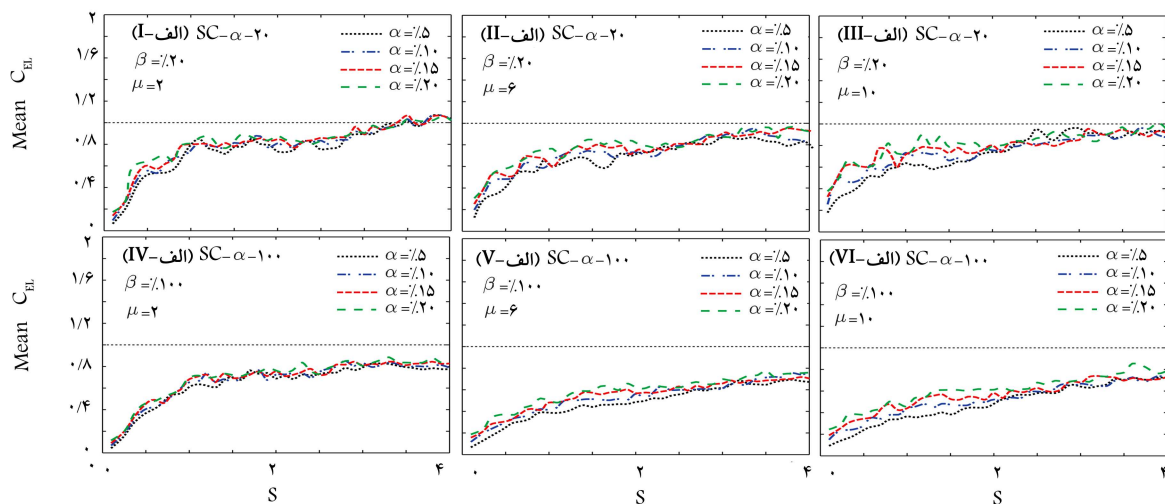 Mean C_EL
۲
۱/۶
۱/۲
۰/۸
۰/۴
۰
(الف-I) SC-α-۲۰
β=٪۲۰
μ=۲
α=٪۵
α=٪۱۰
α=٪۱۵
α=٪۲۰
(الف-II) SC-α-۲۰
β=٪۲۰
μ=۶
α=٪۵
α=٪۱۰
α=٪۱۵
α=٪۲۰
(الف-III) SC-α-۲۰
β=٪۲۰
μ=۱۰
α=٪۵
α=٪۱۰
α=٪۱۵
α=٪۲۰
Mean C_EL
۲
۱/۶
۱/۲
۰/۸
۰/۴
۰
(الف-IV) SC-α-۱۰۰
β=٪۱۰۰
μ=۲
α=٪۵
α=٪۱۰
α=٪۱۵
α=٪۲۰
(الف-V) SC-α-۱۰۰
β=٪۱۰۰
μ=۶
α=٪۵
α=٪۱۰
α=٪۱۵
α=٪۲۰
(الف-VI) SC-α-۱۰۰
β=٪۱۰۰
μ=۱۰
α=٪۵
α=٪۱۰
α=٪۱۵
α=٪۲۰
۰ ۲ ۴
S
۰ ۲ ۴
S
۰ ۲ ۴
S